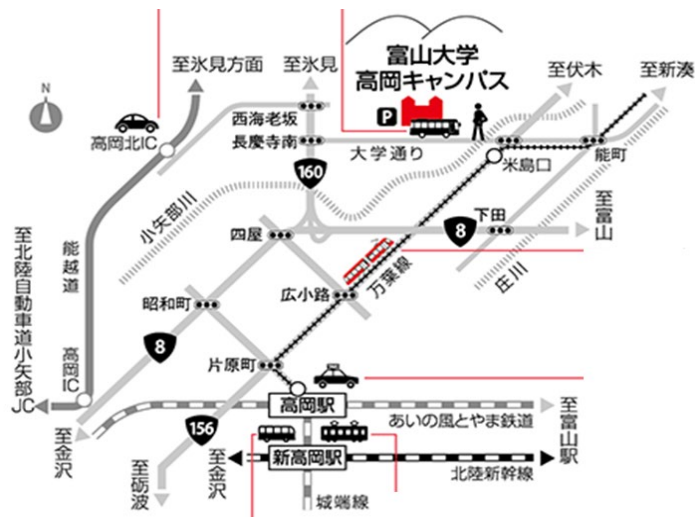 富山大学
高岡キャンパス
至氷見方面
至氷見
至伏木
至新湊
N
P
高岡北IC
西海老坂
長慶寺南
大学通り
米島口
能町
160
小矢部川
至富山
四屋
8
下田
能越道
至北陸自動車道小矢部JC
万葉線
庄川
昭和町
広小路
8
高岡IC
片原町
高岡駅
あいの風とやま鉄道
至富山駅
至金沢
156
至砺波
至金沢
新高岡駅
北陸新幹線
城端線